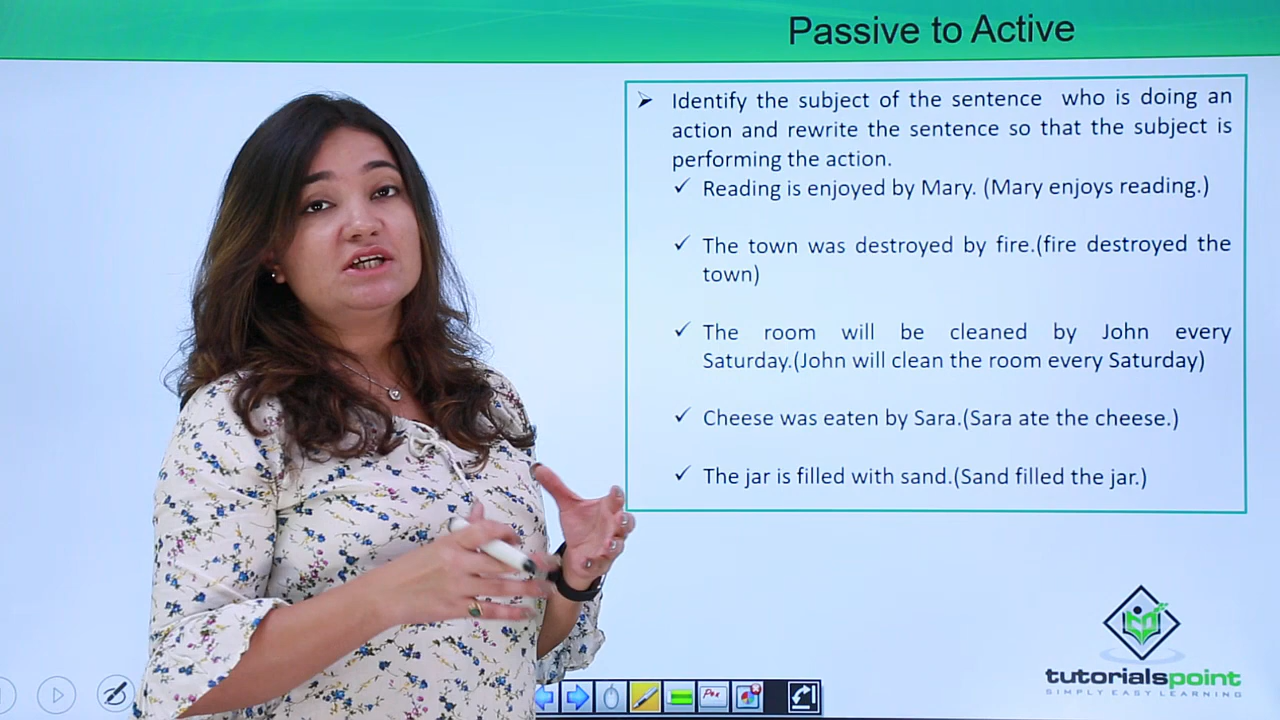 Passive to Active
Identify the subject of the sentence who is doing an
action and rewrite the sentence so that the subject is
performing the action.
Reading is enjoyed by Mary. (Mary enjoys reading.)
The town was destroyed by fire.(fire destroyed the
town)
The room will be cleaned by John every
Saturday.(John will clean the room every Saturday)
Cheese was eaten by Sara.(Sara ate the cheese.)
The jar is filled with sand.(Sand filled the jar.)
tutorialspoint
SIMPLY EASY LEARNING
Pen